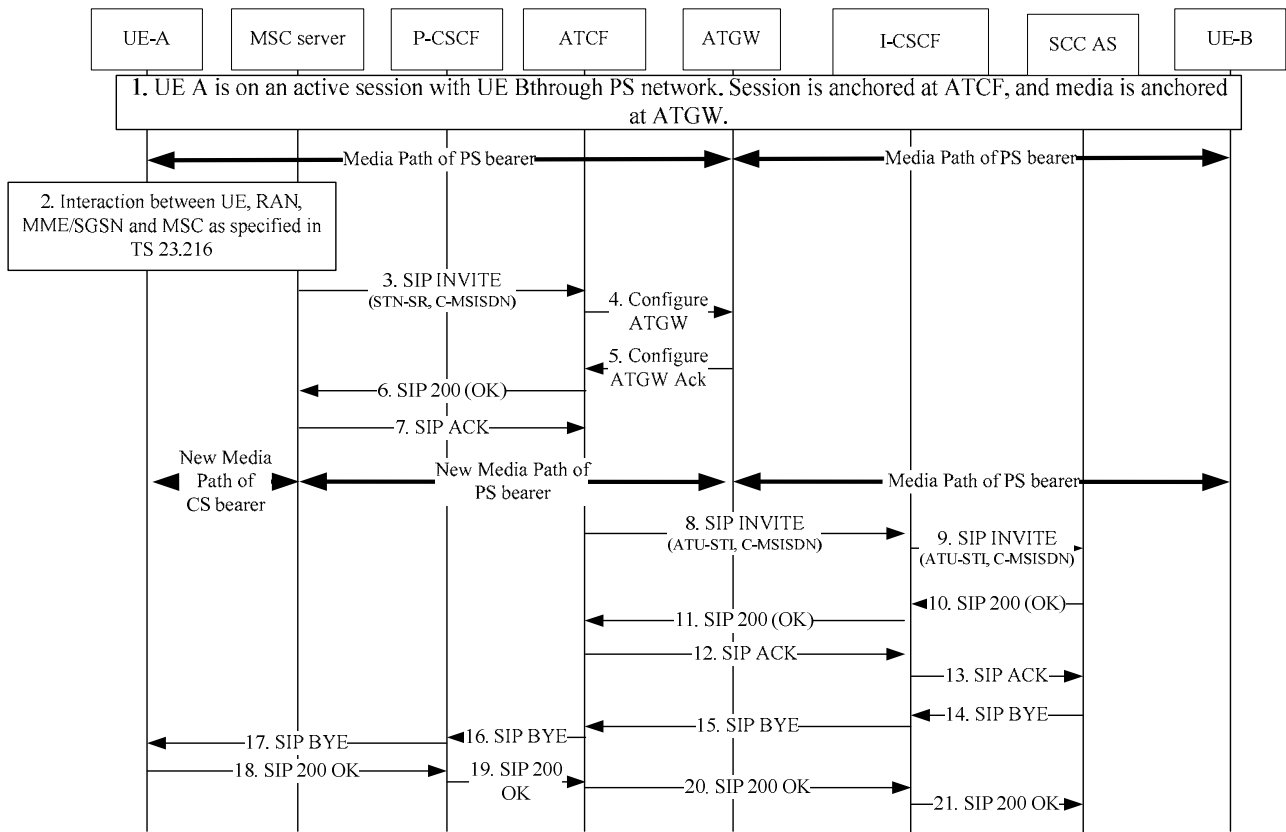 UE-A
MSC server
P-CSCF
ATCF
ATGW
I-CSCF
SCC AS
UE-B
1. UE A is on an active session with UE Bthrough PS network. Session is anchored at ATCF, and media is anchored
at ATGW.
Media Path of PS bearer
Media Path of PS bearer
2. Interaction between UE, RAN,
MME/SGSN and MSC as specified in
TS 23.216
3. SIP INVITE
(STN-SR, C-MSISDN)
4. Configure
ATGW
5. Configure
ATGW Ack
6. SIP 200 (OK)
7. SIP ACK
New Media
Path of
CS bearer
New Media Path of
PS bearer
Media Path of PS bearer
8. SIP INVITE
(ATU-STI, C-MSISDN)
9. SIP INVITE
(ATU-STI, C-MSISDN)
10. SIP 200 (OK)
11. SIP 200 (OK)
12. SIP ACK
13. SIP ACK
14. SIP BYE
15. SIP BYE
16. SIP BYE
17. SIP BYE
18. SIP 200 OK
19. SIP 200
OK
20. SIP 200 OK
21. SIP 200 OK